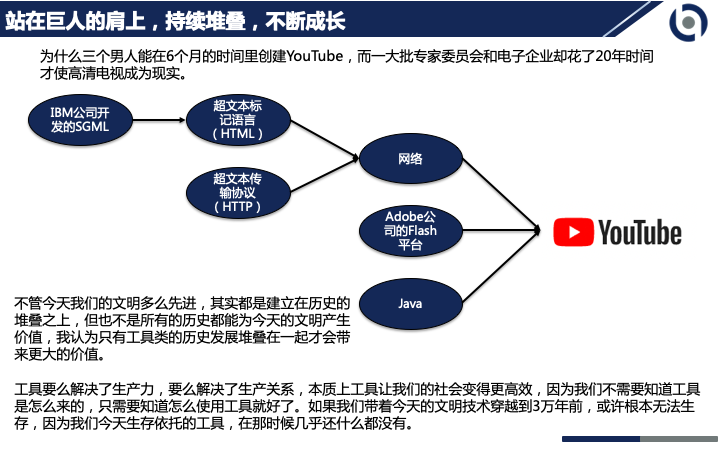 站在巨人的肩上，持续堆叠，不断成长
为什么三个男人能在6个月的时间里创建YouTube，而一大批专家委员会和电子企业却花了20年时间
才使高清电视成为现实。
IBM公司开
发的SGML
超文本标
记语言
（HTML）
网络
超文本传
输协议
（HTTP）
Adobe公
司的Flash
平台
YouTube
Java
不管今天我们的文明多么先进，其实都是建立在历史的
堆叠之上，但也不是所有的历史都能为今天的文明产生
价值，我认为只有工具类的历史发展堆叠在一起才会带
来更大的价值。
工具要么解决了生产力，要么解决了生产关系，本质上工具让我们的社会变得更高效，因为我们不需要知道工具
是怎么来的，只需要知道怎么使用工具就好了。如果我们带着今天的文明技术穿越到3万年前，或许根本无法生
存，因为我们今天生存依托的工具，在那时候几乎还什么都没有。